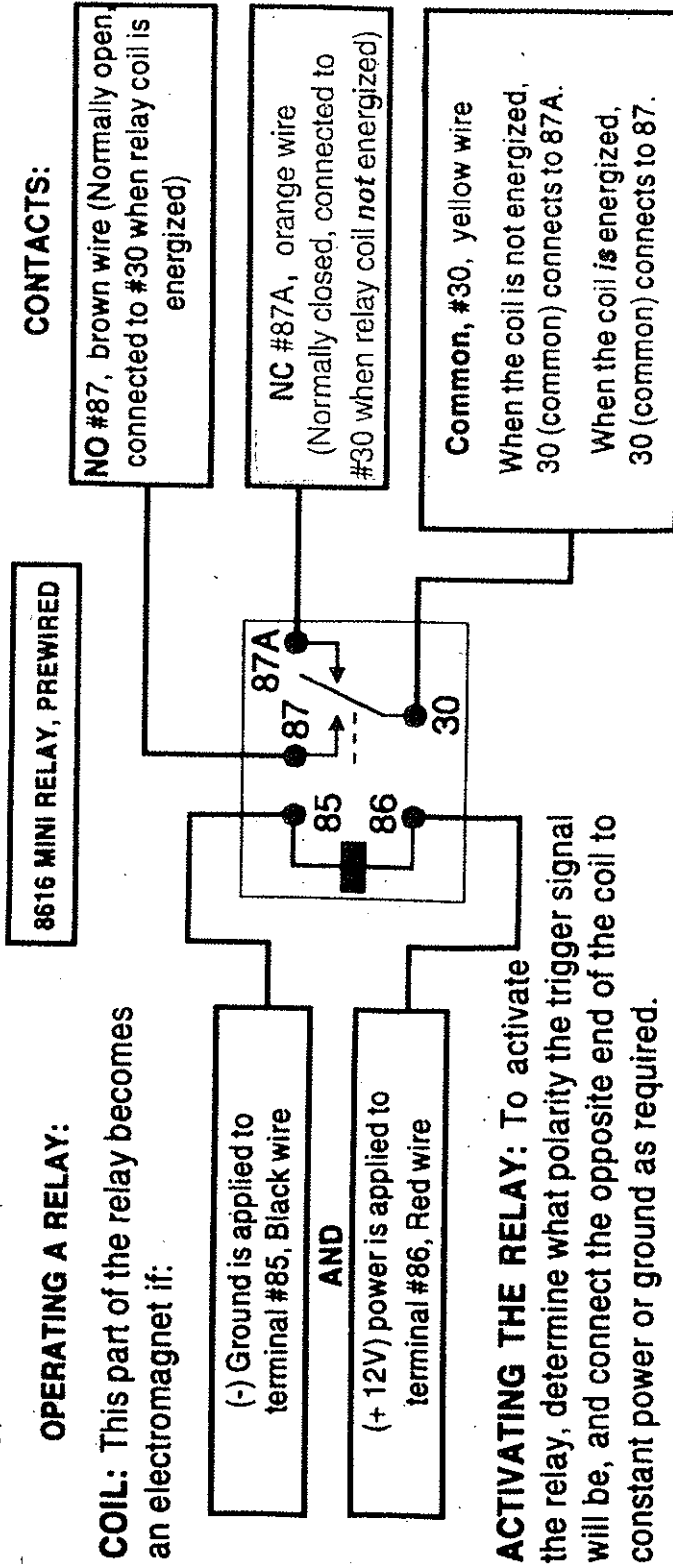 8616 MINI RELAY, PREWIRED
OPERATING A RELAY:
COIL: This part of the relay becomes
an electromagnet if:
(-) Ground is applied to
terminal #85, Black wire
AND
(+ 12V) power is applied to
terminal #86, Red wire
ACTIVATING THE RELAY: To activate
the relay, determine what polarity the trigger signal
will be, and connect the opposite end of the coil to
constant power or ground as required.
85
86
87
87A
30
CONTACTS:
NO #87, brown wire (Normally open,
connected to #30 when relay coil is
energized)
NC #87A, orange wire
(Normally closed, connected to
#30 when relay coil not energized)
Common, #30, yellow wire
When the coil is not energized,
30 (common) connects to 87A.
When the coil is energized,
30 (common) connects to 87.